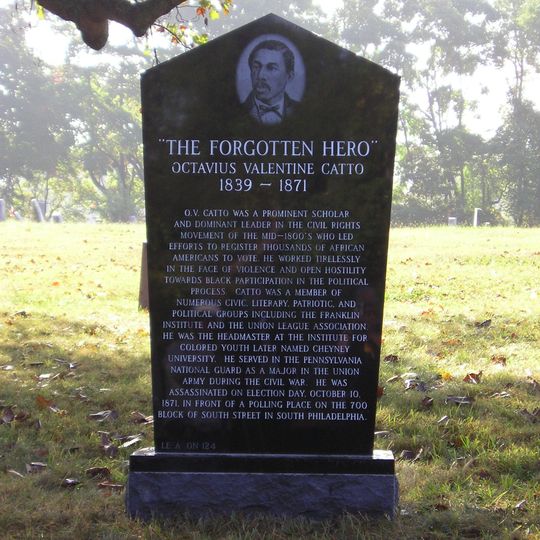 "THE FORGOTTEN HERO"
OCTAVIUS VALENTINE CATTO
1839 — 1871
O.V. CATTO WAS A PROMINENT SCHOLAR
AND DOMINANT LEADER IN THE CIVIL RIGHTS
MOVEMENT OF THE MID—1800'S WHO LED
EFFORTS TO REGISTER THOUSANDS OF AFRICAN
AMERICANS TO VOTE. HE WORKED TIRELESSLY
IN THE FACE OF VIOLENCE AND OPEN HOSTILITY
TOWARDS BLACK PARTICIPATION IN THE POLITICAL
PROCESS. CATTO WAS A MEMBER OF
NUMEROUS CIVIC, LITERARY, PATRIOTIC, AND
POLITICAL GROUPS INCLUDING THE FRANKLIN
INSTITUTE AND THE UNION LEAGUE ASSOCIATION.
HE WAS THE HEADMASTER AT THE INSTITUTE FOR
COLORED YOUTH LATER NAMED CHEYNEY
UNIVERSITY. HE SERVED IN THE PENNSYLVANIA
NATIONAL GUARD AS A MAJOR IN THE UNION
ARMY DURING THE CIVIL WAR. HE WAS
ASSASSINATED ON ELECTION DAY, OCTOBER 10,
1871, IN FRONT OF A POLLING PLACE ON THE 700
BLOCK OF SOUTH STREET IN SOUTH PHILADELPHIA.